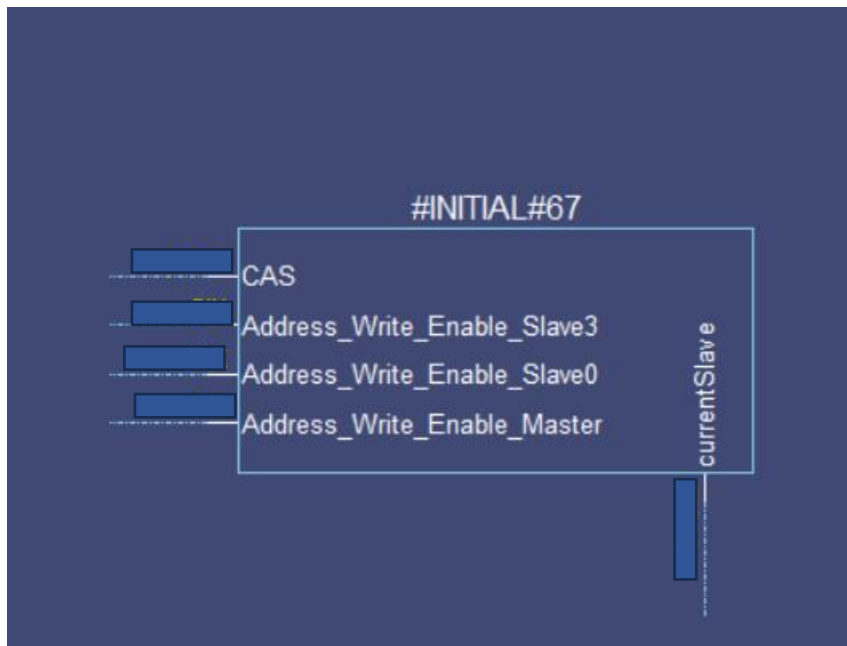 #INITIAL#67
CAS
Address_Write_Enable_Slave3
Address_Write_Enable_Slave0
Address_Write_Enable_Master
currentSlave